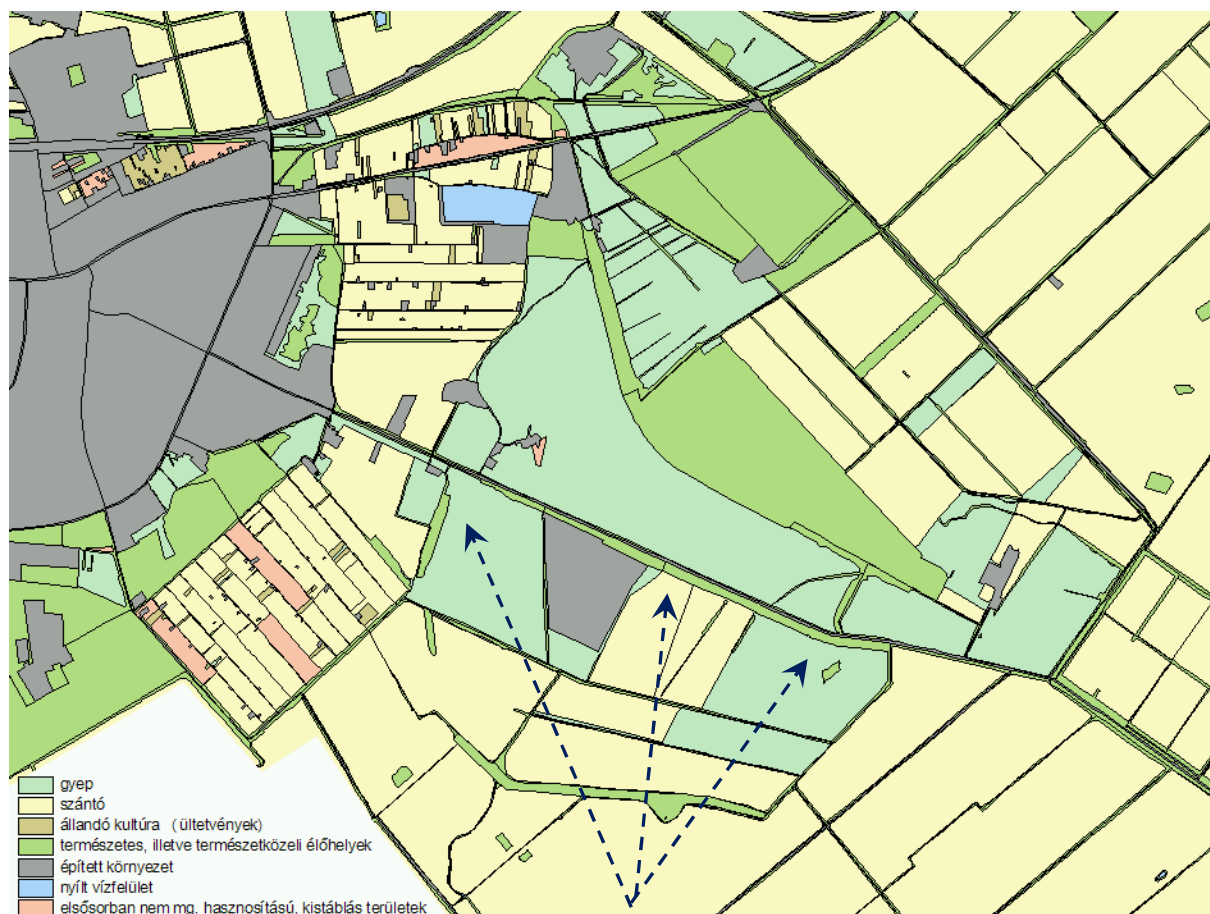 gyep
szántó
állandó kultúra (ültetvények)
természetes, illetve természetközeli élőhelyek
épített környezet
nyílt vízfelület
elsősorban nem mg. hasznosítású, kistáblás területek